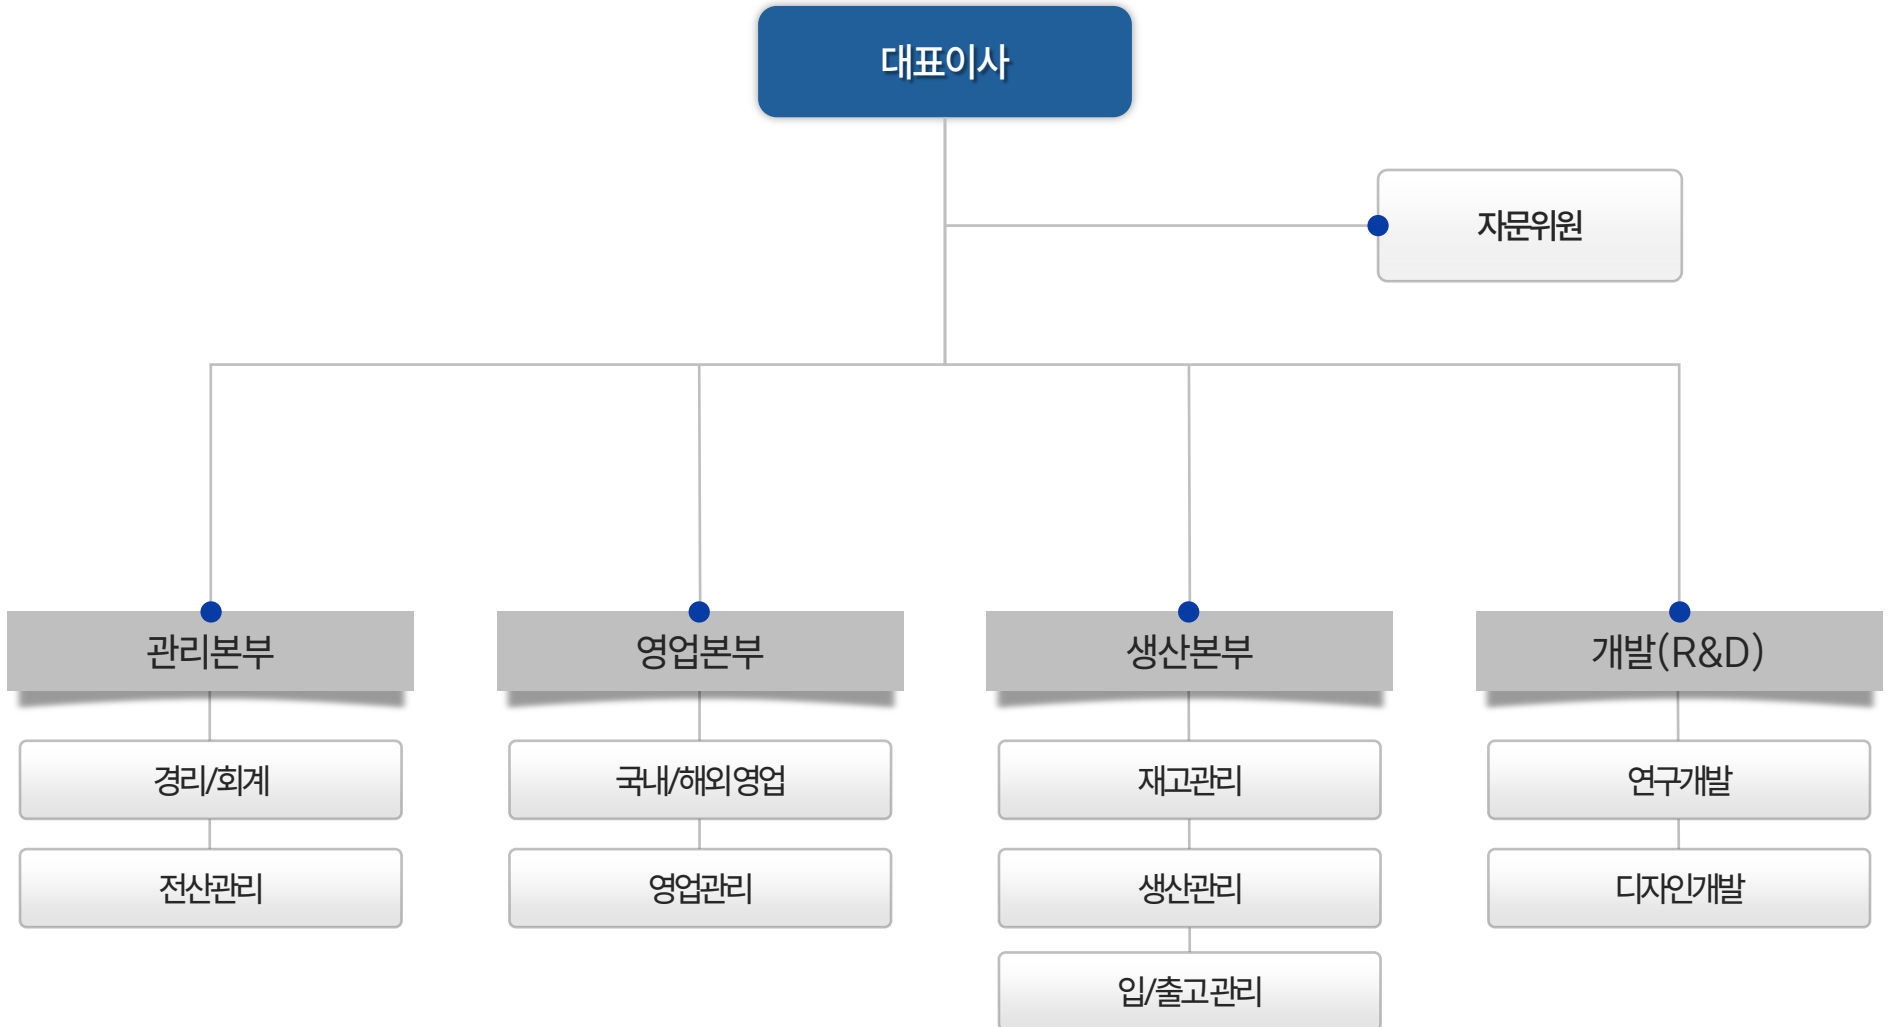 대표이사
자문위원
관리본부
영업본부
생산본부
개발(R&D)
경리/회계
국내/해외 영업
재고관리
연구개발
전산관리
영업관리
생산관리
디자인개발
입/출고 관리